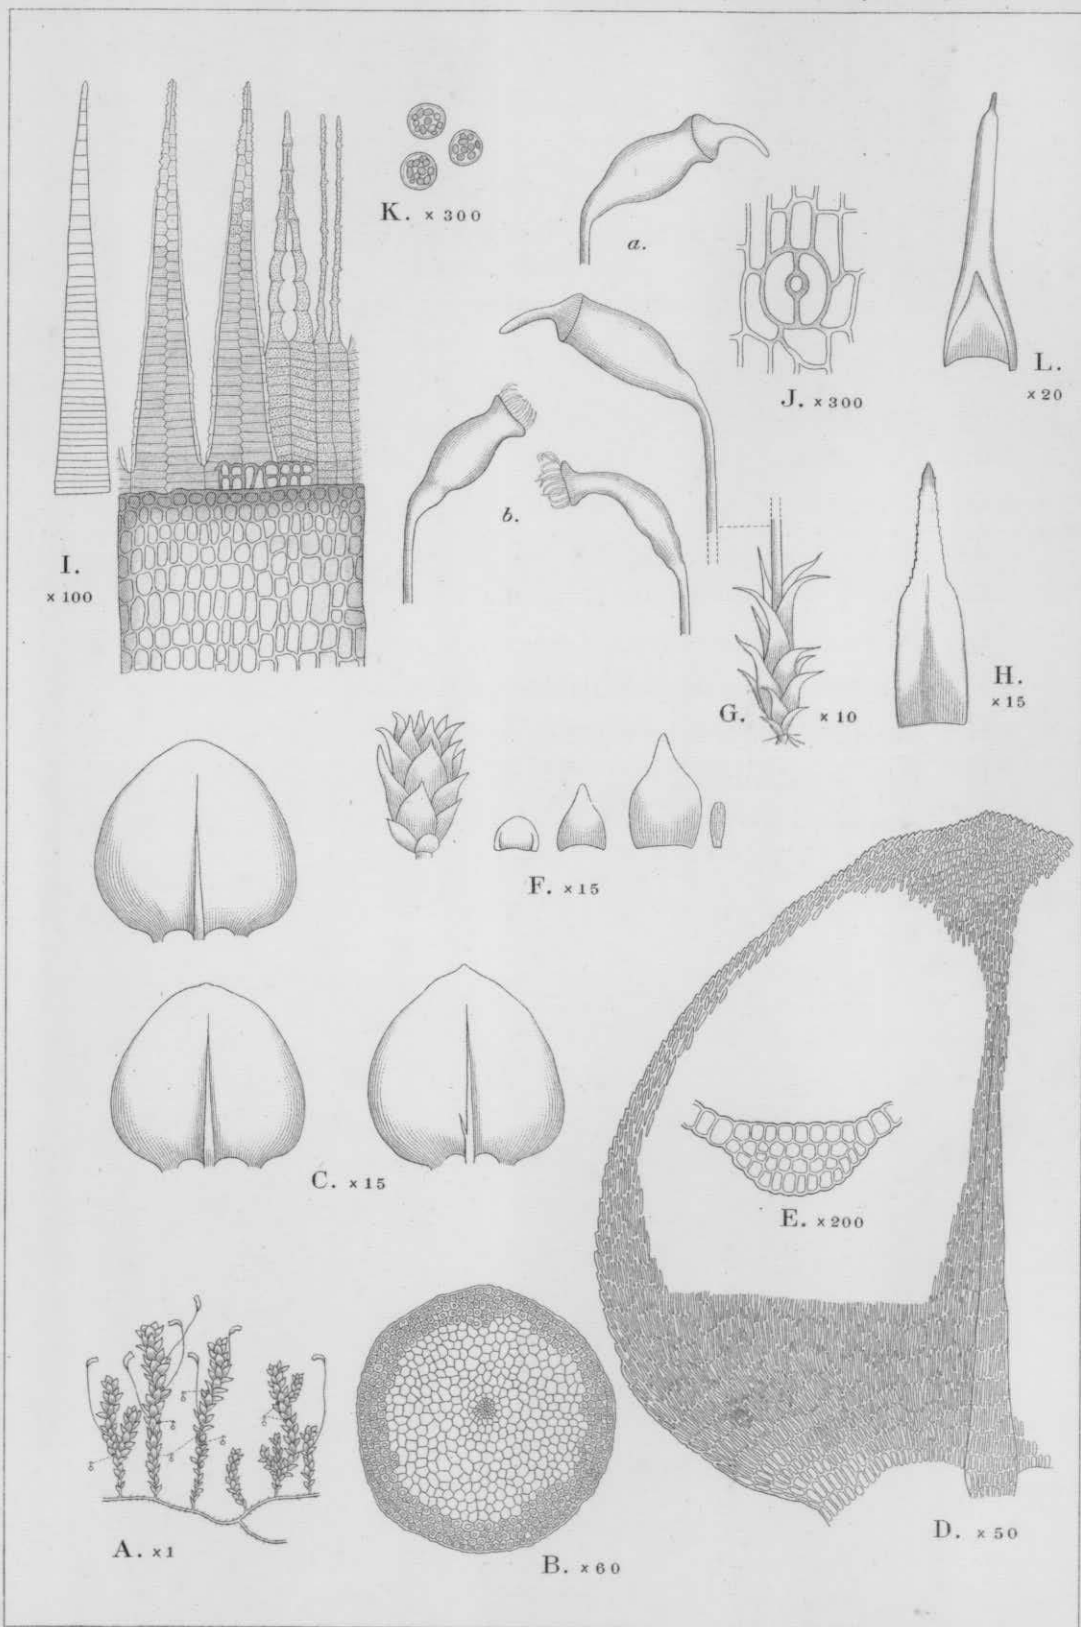 K. × 300
a.
J. × 300
L.
× 20
b.
I.
× 100
H.
× 15
G. × 10
F. × 15
C. × 15
E. × 200
D. × 50
A. × 1
B. × 60